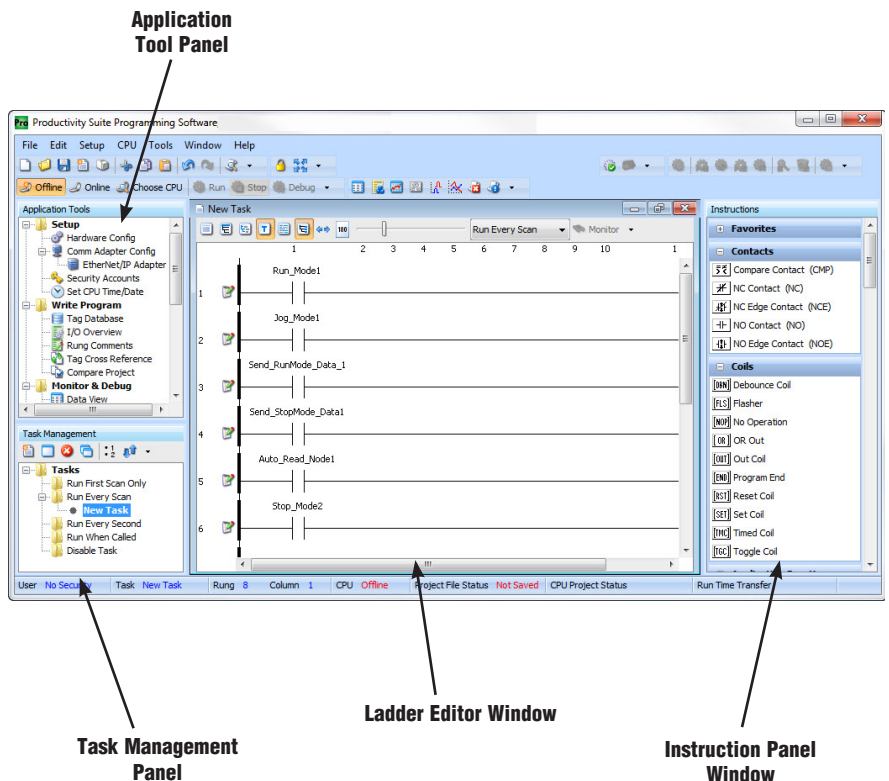 Application
Tool Panel
Pro Productivity Suite Programming Software
File Edit Setup CPU Tools Window Help
Offline Online Choose CPU Run Stop Debug
Application Tools
Setup
Hardware Config
Comm Adapter Config
EtherNet/IP Adapter
Security Accounts
Set CPU Time/Date
Write Program
Tag Database
I/O Overview
Rung Comments
Tag Cross Reference
Compare Project
Monitor & Debug
Data View
Task Management
Tasks
Run First Scan Only
Run Every Scan
New Task
Run Every Second
Run When Called
Disable Task
New Task
T 100 Run Every Scan Monitor
1 2 3 4 5 6 7 8 9 10 1
Run_Mode1
1
Jog_Mode1
2
Send_RunMode_Data_1
3
Send_StopMode_Data1
4
Auto_Read_Node1
5
Stop_Mode2
6
Instructions
Favorites
Contacts
Compare Contact (CMP)
NC Contact (NC)
NC Edge Contact (NCE)
NO Contact (NO)
NO Edge Contact (NOE)
Coils
DBN Debounce Coil
FLS Flasher
NOP No Operation
OR OR Out
OUT Out Coil
END Program End
RST Reset Coil
SET Set Coil
TMC Timed Coil
TGC Toggle Coil
User No Security Task New Task Rung 8 Column 1 CPU Offline Project File Status Not Saved CPU Project Status Run Time Transfer
Ladder Editor Window
Task Management
Panel
Instruction Panel
Window